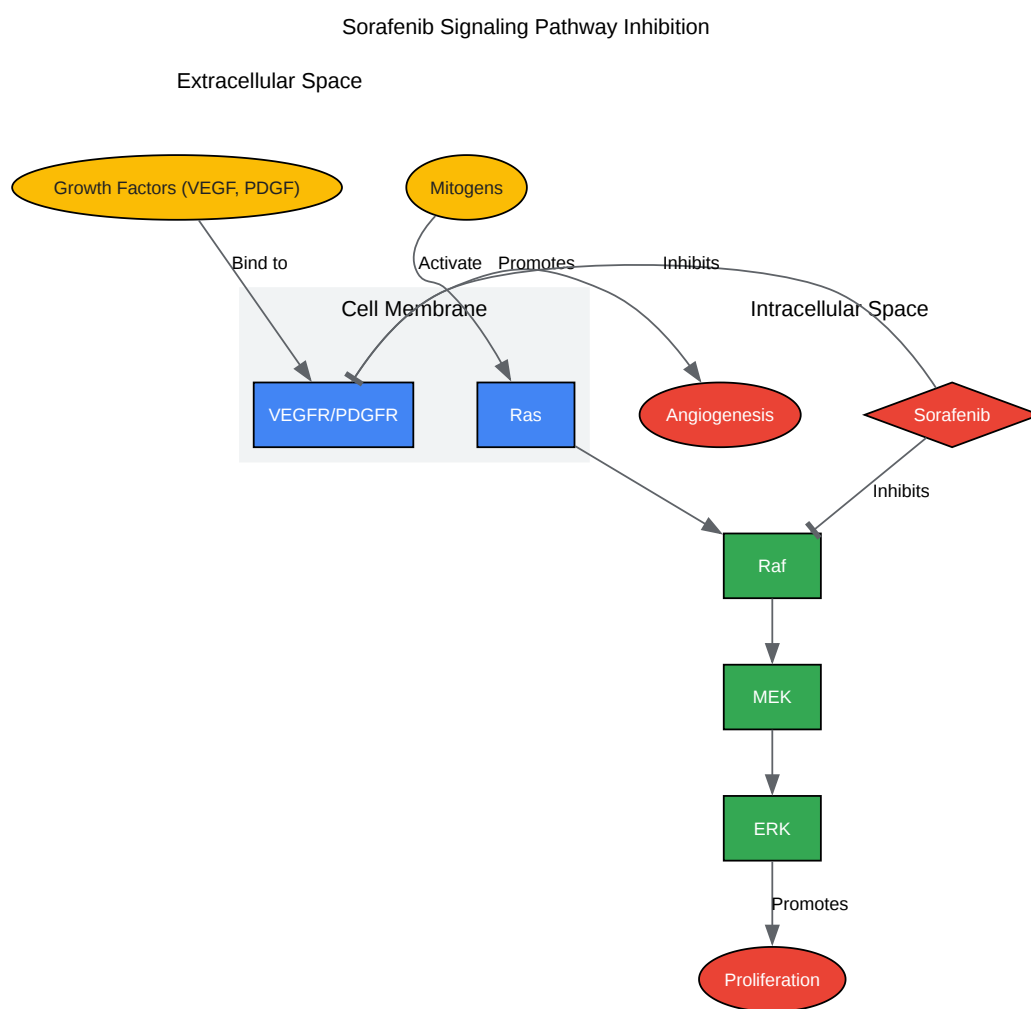 Sorafenib Signaling Pathway Inhibition
Extracellular Space
Growth Factors (VEGF, PDGF)
Mitogens
Bind to
Activate
Promotes
Inhibits
Cell Membrane
Intracellular Space
VEGFR/PDGFR
Ras
Angiogenesis
Sorafenib
Inhibits
Raf
MEK
ERK
Promotes
Proliferation